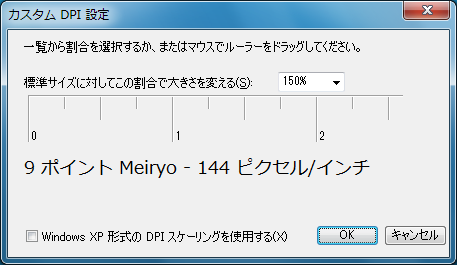 カスタム DPI 設定
一覧から割合を選択するか、またはマウスでルーラーをドラッグしてください。
標準サイズに対してこの割合で大きさを変える(S): 150%
0 1 2
9 ポイント Meiryo - 144 ピクセル/インチ
Windows XP 形式の DPI スケーリングを使用する(X) OK キャンセル